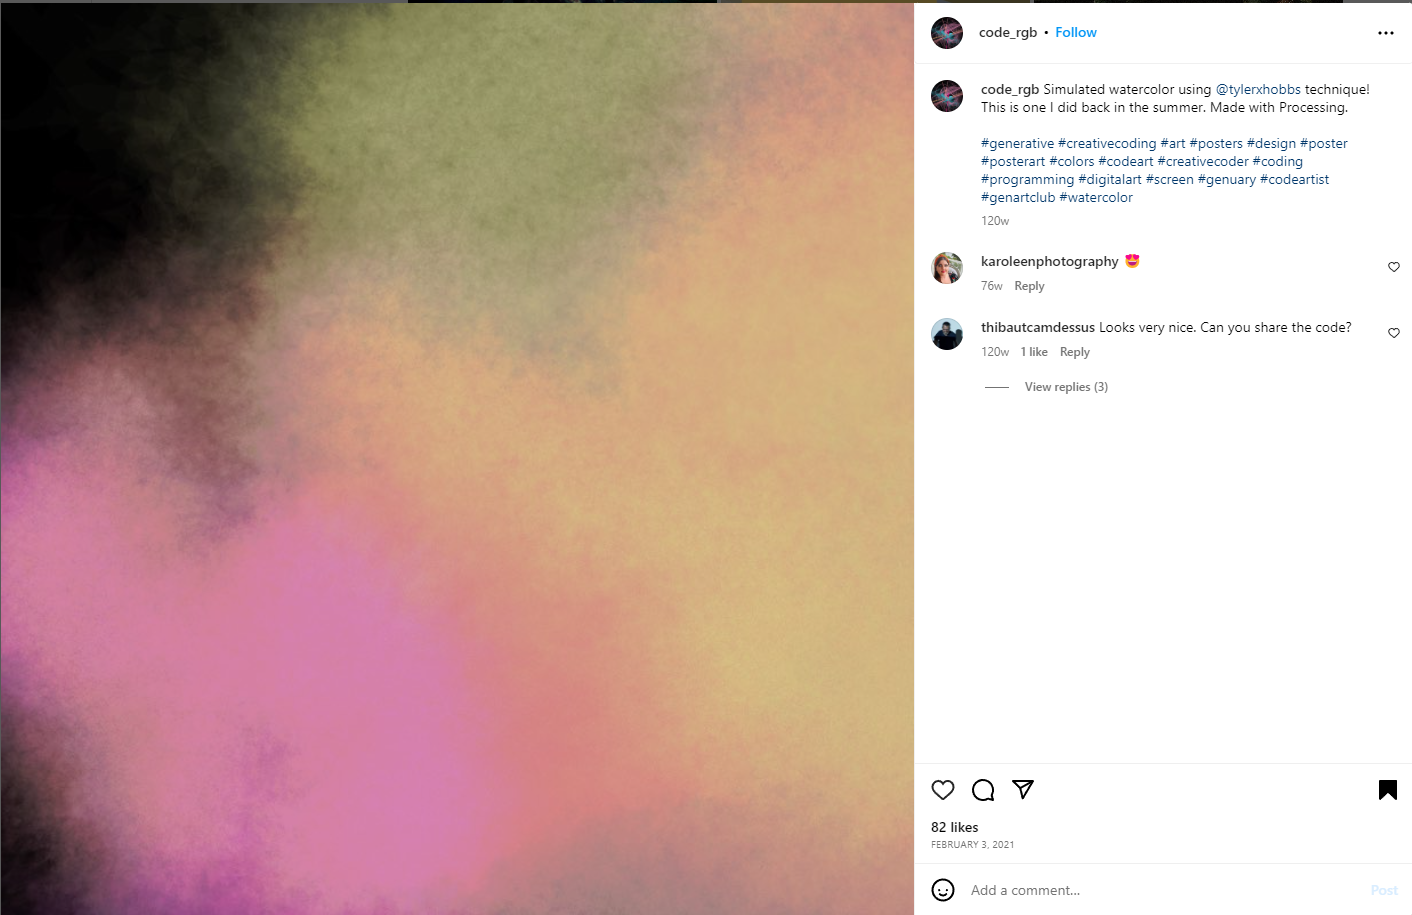 code_rgb • Follow
code_rgb Simulated watercolor using @tylerxhobbs technique!
This is one I did back in the summer. Made with Processing.
#generative #creativecoding #art #posters #design #poster
#posterart #colors #codeart #creativecoder #coding
#programming #digitalart #screen #genuary #codeartist
#genartclub #watercolor
120w
karoleenphotography 😍
76w Reply
thibautcamdessus Looks very nice. Can you share the code?
120w 1 like Reply
View replies (3)
82 likes
FEBRUARY 3, 2021
Add a comment... Post